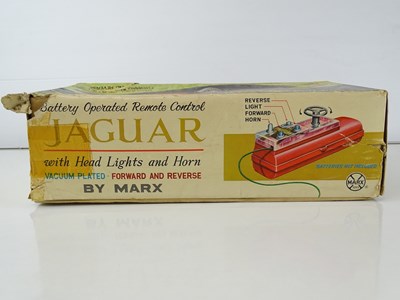 Battery Operated Remote Control
JAGUAR
with Head Lights and Horn
VACUUM PLATED · FORWARD AND REVERSE
BY MARX
REVERSE
LIGHT
FORWARD
HORN
MARX